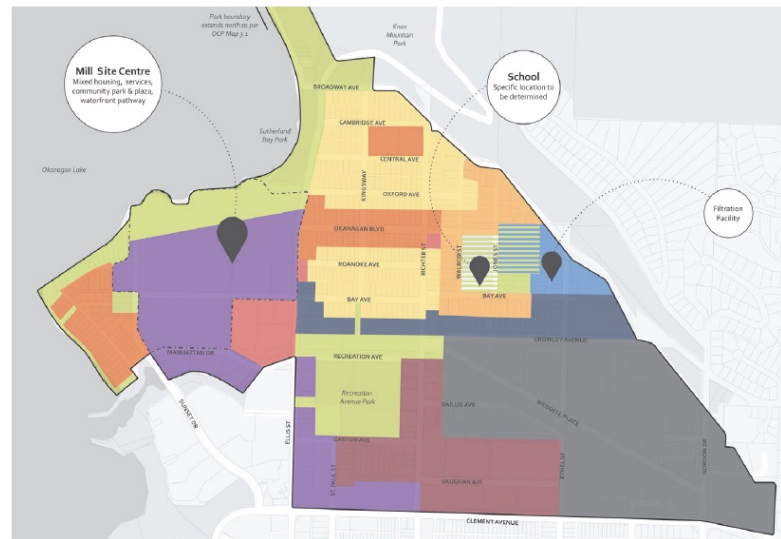 Park boundary
extends north as per
OCP Map 3.1
Knox
Mountain
Park
Mill Site Centre
Mixed housing, services,
community park & plaza,
waterfront pathway
School
Specific location to
be determined
BROADWAY AVE
CAMBRIDGE AVE
Sutherland
Bay Park
CENTRAL AVE
Okanagan Lake
KINGSWAY
OXFORD AVE
Filtration
Facility
OKANAGAN BLVD
RICHTER ST
WALROD ST
JONES ST
ROANOKE AVE
BAY AVE
BAY AVE
CROWLEY AVENUE
MANHATTAN DR
RECREATION AVE
SUNSET DR
Recreation
Avenue Park
BAILLIE AVE
WEDDELL PLACE
ELLIS ST
GASTON AVE
ST PAUL ST
ETHEL ST
GORDON DR
VAUGHAN AVE
CLEMENT AVENUE